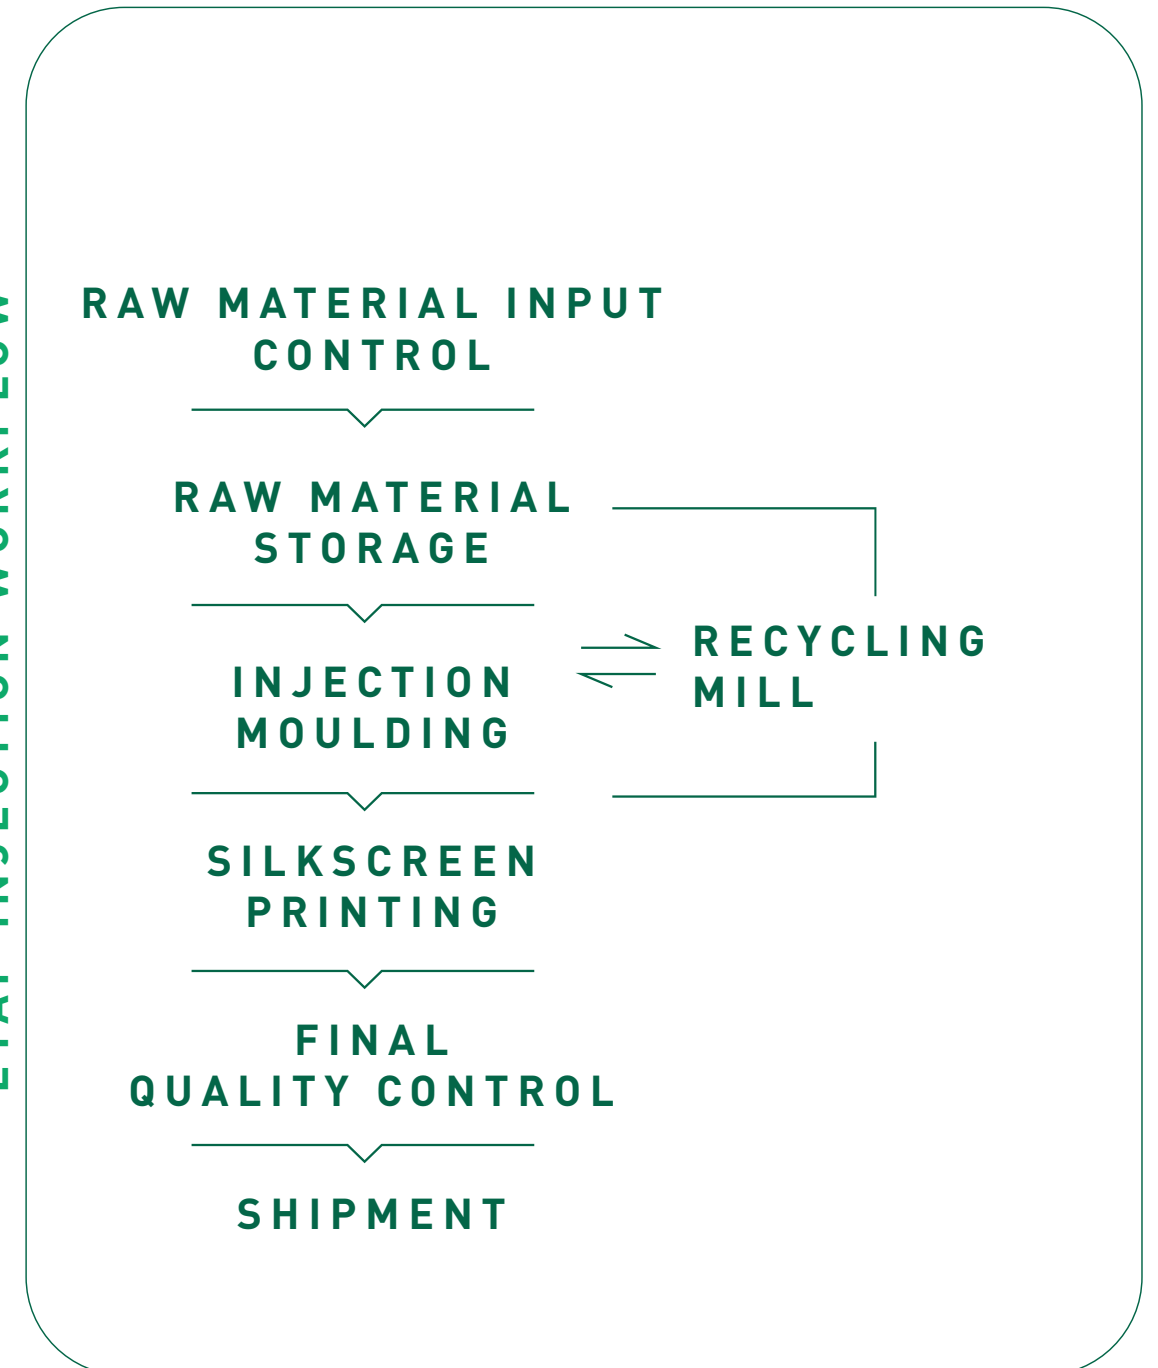 RAW MATERIAL INPUT
CONTROL
RAW MATERIAL
STORAGE
RECYCLING
MILL
INJECTION
MOULDING
SILKSCREEN
PRINTING
FINAL
QUALITY CONTROL
SHIPMENT